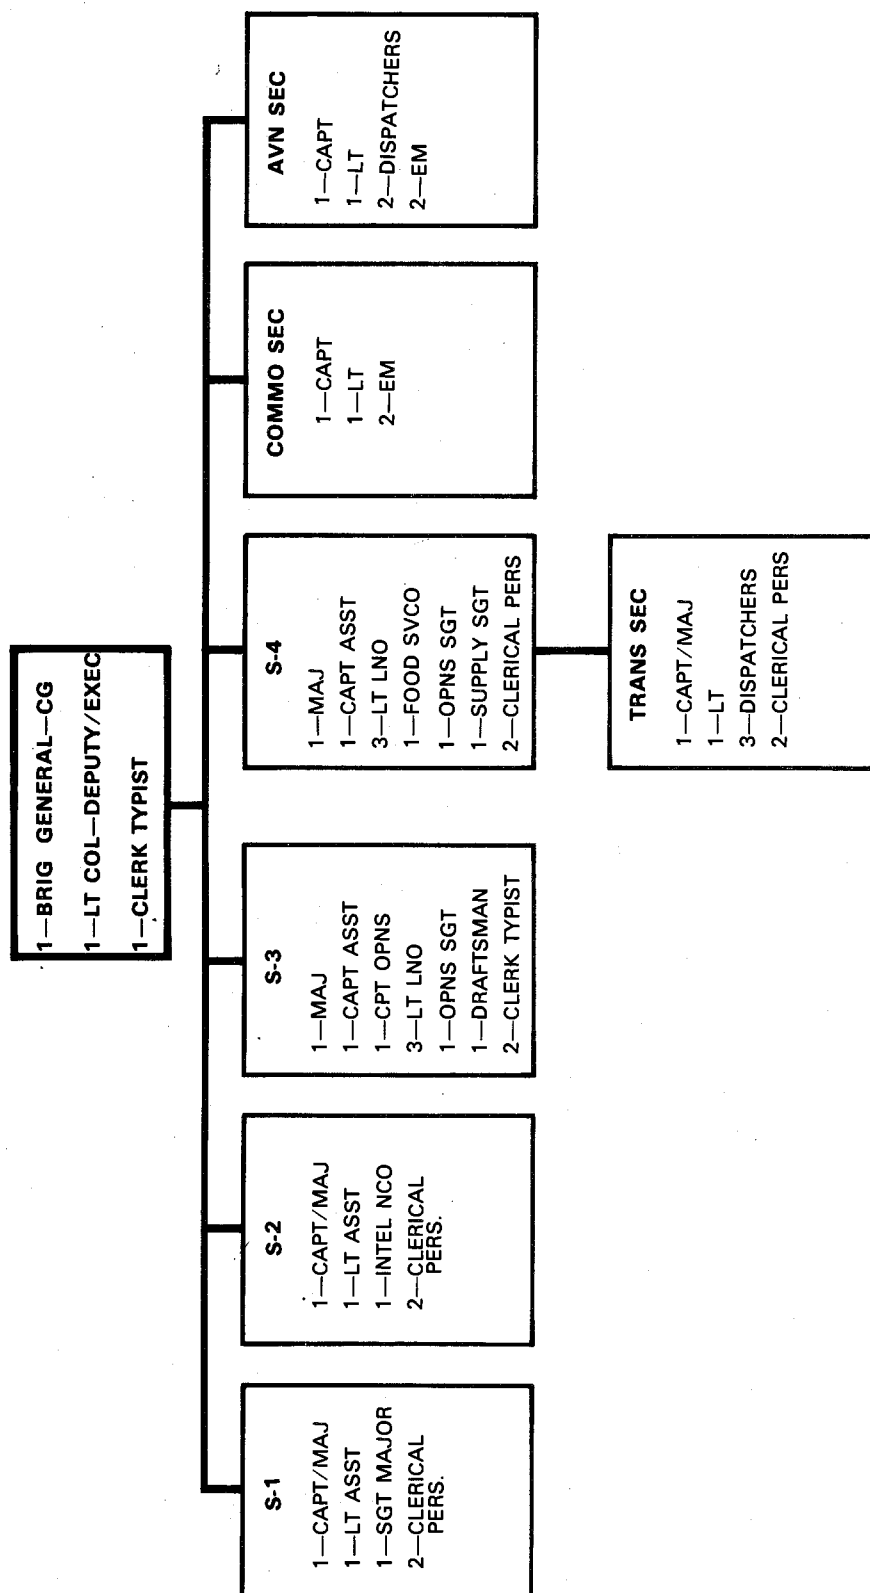 1—BRIG GENERAL—CG
1—LT COL—DEPUTY/EXEC
1—CLERK TYPIST
S-1
1—CAPT/MAJ
1—LT ASST
1—SGT MAJOR
2—CLERICAL
PERS.
S-2
1—CAPT/MAJ
1—LT ASST
1—INTEL NCO
2—CLERICAL
PERS.
S-3
1—MAJ
1—CAPT ASST
1—CPT OPNS
3—LT LNO
1—OPNS SGT
1—DRAFTSMAN
2—CLERK TYPIST
S-4
1—MAJ
1—CAPT ASST
3—LT LNO
1—FOOD SVCO
1—OPNS SGT
1—SUPPLY SGT
2—CLERICAL PERS
COMMO SEC
1—CAPT
1—LT
2—EM
AVN SEC
1—CAPT
1—LT
2—DISPATCHERS
2—EM
TRANS SEC
1—CAPT/MAJ
1—LT
3—DISPATCHERS
2—CLERICAL PERS